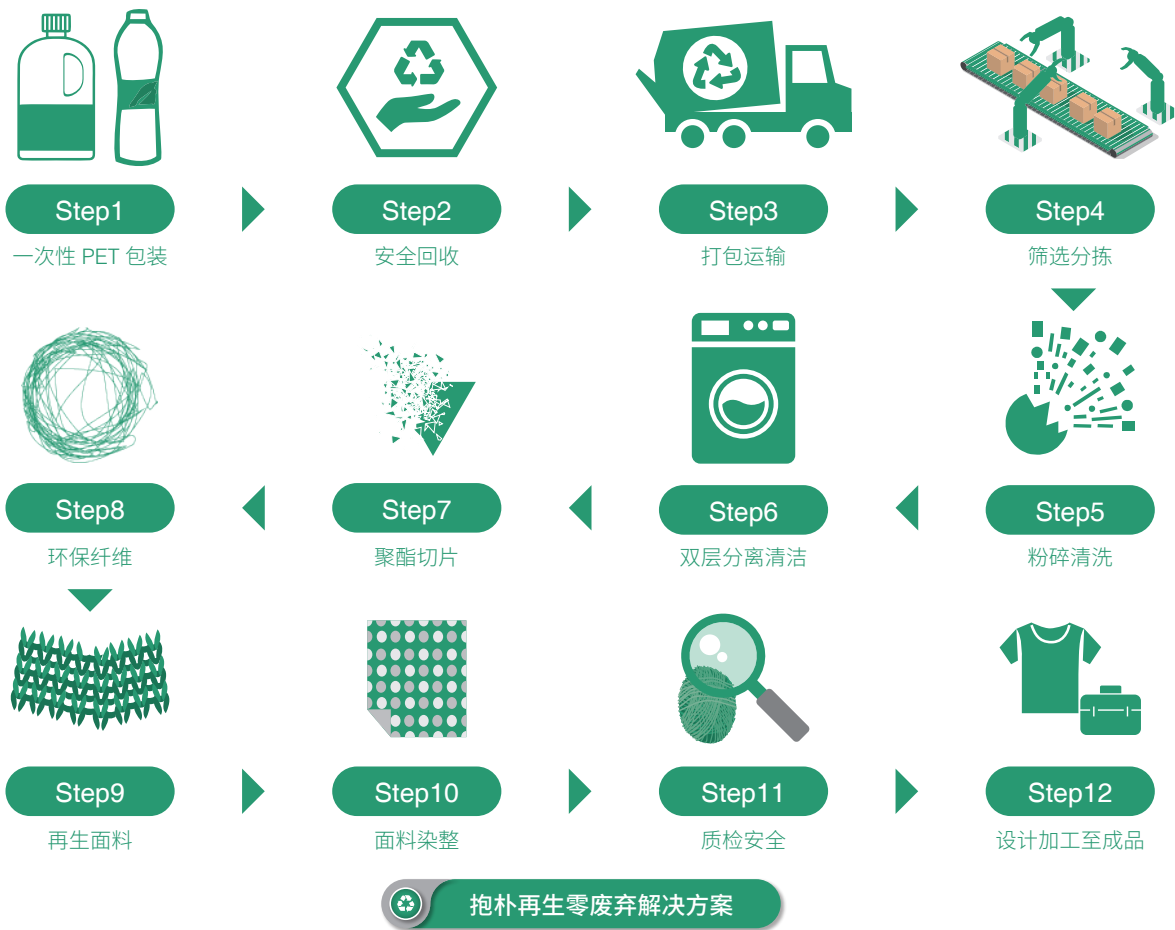 Step1
一次性 PET 包装
Step2
安全回收
Step3
打包运输
Step4
筛选分拣
Step5
粉碎清洗
Step6
双层分离清洁
Step7
聚酯切片
Step8
环保纤维
Step9
再生面料
Step10
面料染整
Step11
质检安全
Step12
设计加工至成品
抱朴再生零废弃解决方案